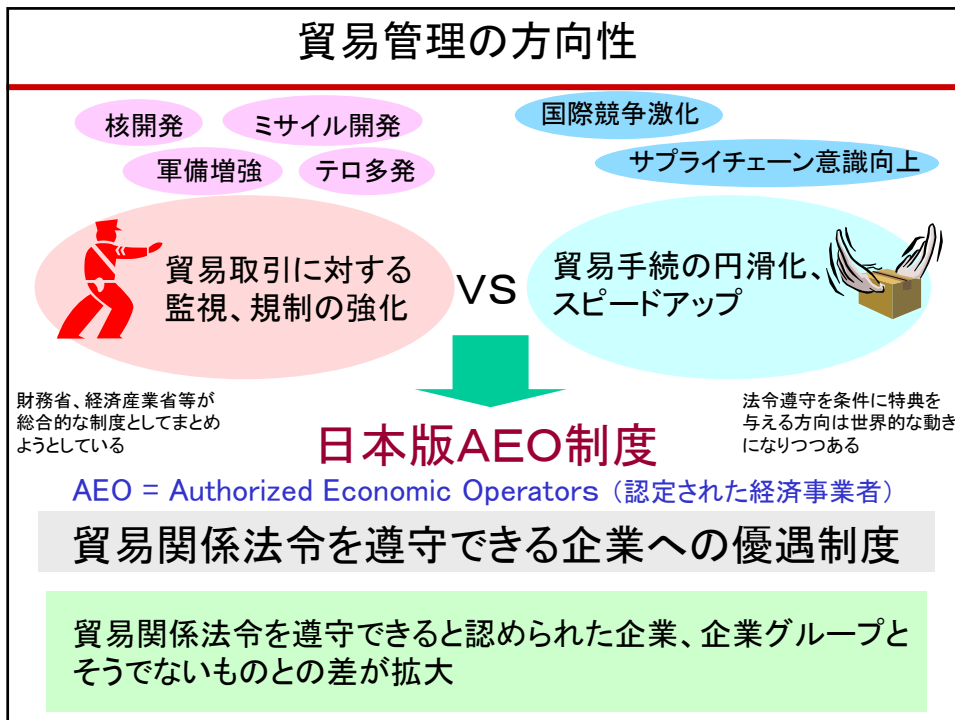 貿易管理の方向性
核開発
ミサイル開発
軍備増強
テロ多発
国際競争激化
サプライチェーン意識向上
貿易取引に対する
監視、規制の強化
VS
貿易手続の円滑化、
スピードアップ
財務省、経済産業省等が
総合的な制度としてまとめ
ようとしている
法令遵守を条件に特典を
与える方向は世界的な動き
になりつつある
日本版AEO制度
AEO = Authorized Economic Operators（認定された経済事業者）
貿易関係法令を遵守できる企業への優遇制度
貿易関係法令を遵守できると認められた企業、企業グループと
そうでないものとの差が拡大